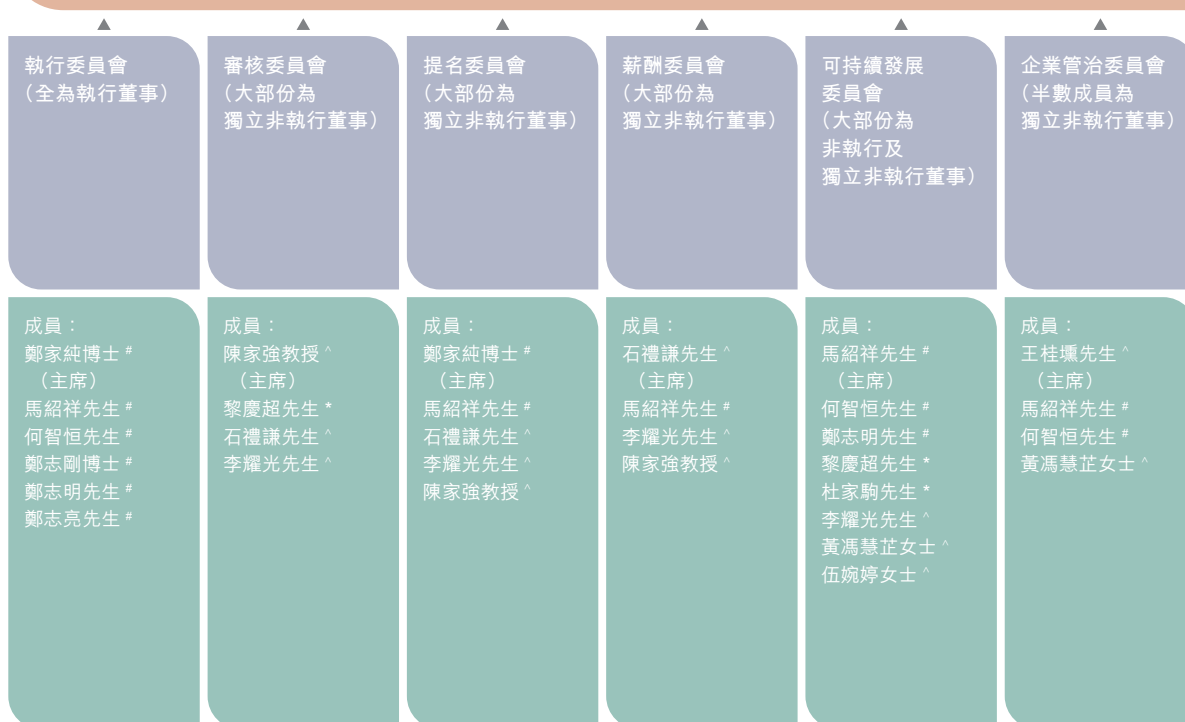 執行委員會
（全為執行董事）
審核委員會
（大部份為
獨立非執行董事）
提名委員會
（大部份為
獨立非執行董事）
薪酬委員會
（大部份為
獨立非執行董事）
可持續發展
委員會
（大部份為
非執行及
獨立非執行董事）
企業管治委員會
（半數成員為
獨立非執行董事）
成員：
鄭家純博士 #
（主席）
馬紹祥先生 #
何智恒先生 #
鄭志剛博士 #
鄭志明先生 #
鄭志亮先生 #
成員：
陳家強教授 ^
（主席）
黎慶超先生 *
石禮謙先生 ^
李耀光先生 ^
成員：
鄭家純博士 #
（主席）
馬紹祥先生 #
石禮謙先生 ^
李耀光先生 ^
陳家強教授 ^
成員：
石禮謙先生 ^
（主席）
馬紹祥先生 #
李耀光先生 ^
陳家強教授 ^
成員：
馬紹祥先生 #
（主席）
何智恒先生 #
鄭志明先生 #
黎慶超先生 *
杜家駒先生 *
李耀光先生 ^
黃馮慧芷女士 ^
伍婉婷女士 ^
成員：
王桂壎先生 ^
（主席）
馬紹祥先生 #
何智恒先生 #
黃馮慧芷女士 ^